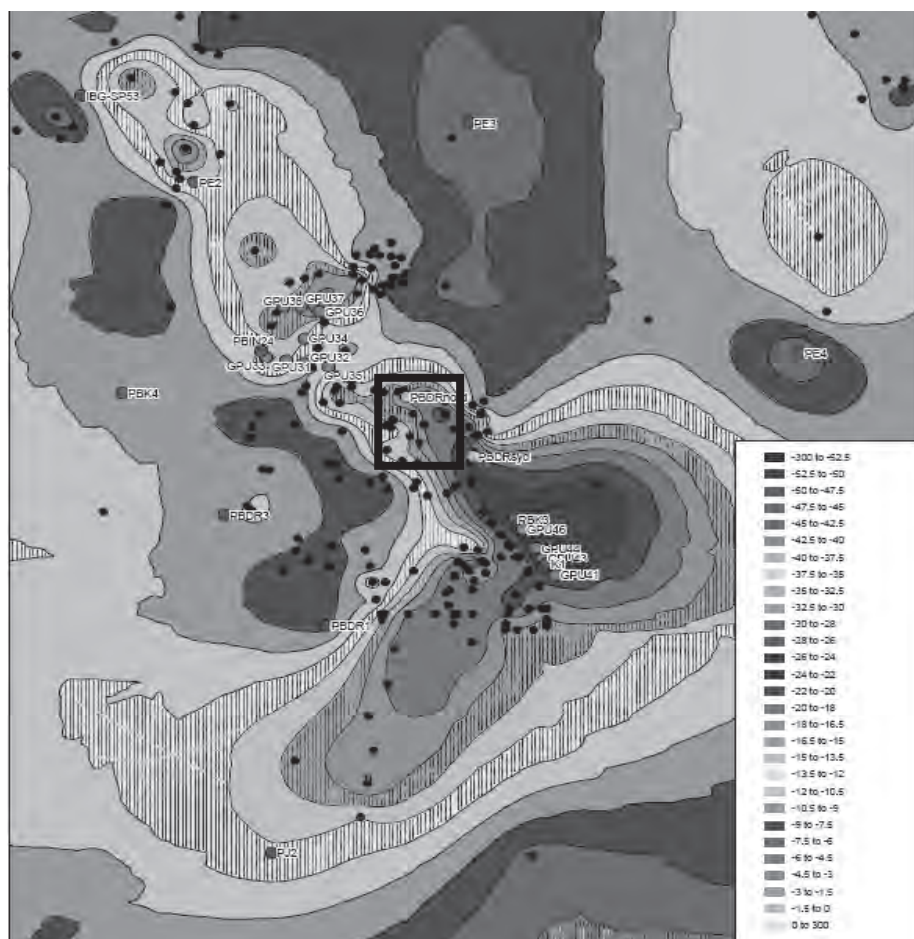 IBG-SP53
PE3
PE2
GPU38
GPU37
GPU36
PBIN24
GPU34
GPU33
GPU31
GPU32
GPU35
PE4
PBK4
PBDRnord
PBDRsyd
PBDR3
PBK3
GPU46
GPU43
K1
GPU41
PBDR1
PJ2
-300 to -52.5
-52.5 to -50
-50 to -47.5
-47.5 to -45
-45 to -42.5
-42.5 to -40
-40 to -37.5
-37.5 to -35
-35 to -32.5
-32.5 to -30
-30 to -28
-28 to -26
-26 to -24
-24 to -22
-22 to -20
-20 to -18
-18 to -16.5
-16.5 to -15
-15 to -13.5
-13.5 to -12
-12 to -10.5
-10.5 to -9
-9 to -7.5
-7.5 to -6
-6 to -4.5
-4.5 to -3
-3 to -1.5
-1.5 to 0
0 to 300